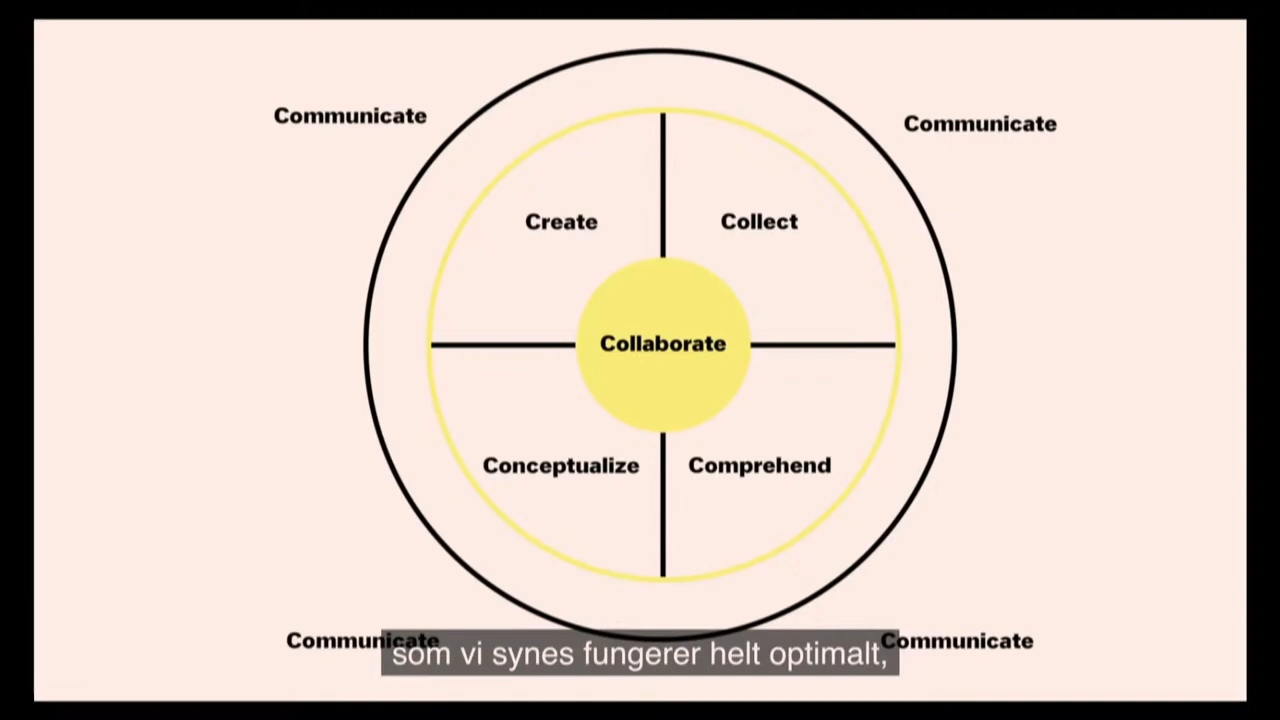 Communicate
Communicate
Create
Collect
Collaborate
Conceptualize
Comprehend
Communicate
Communicate
som vi synes fungerer helt optimalt,